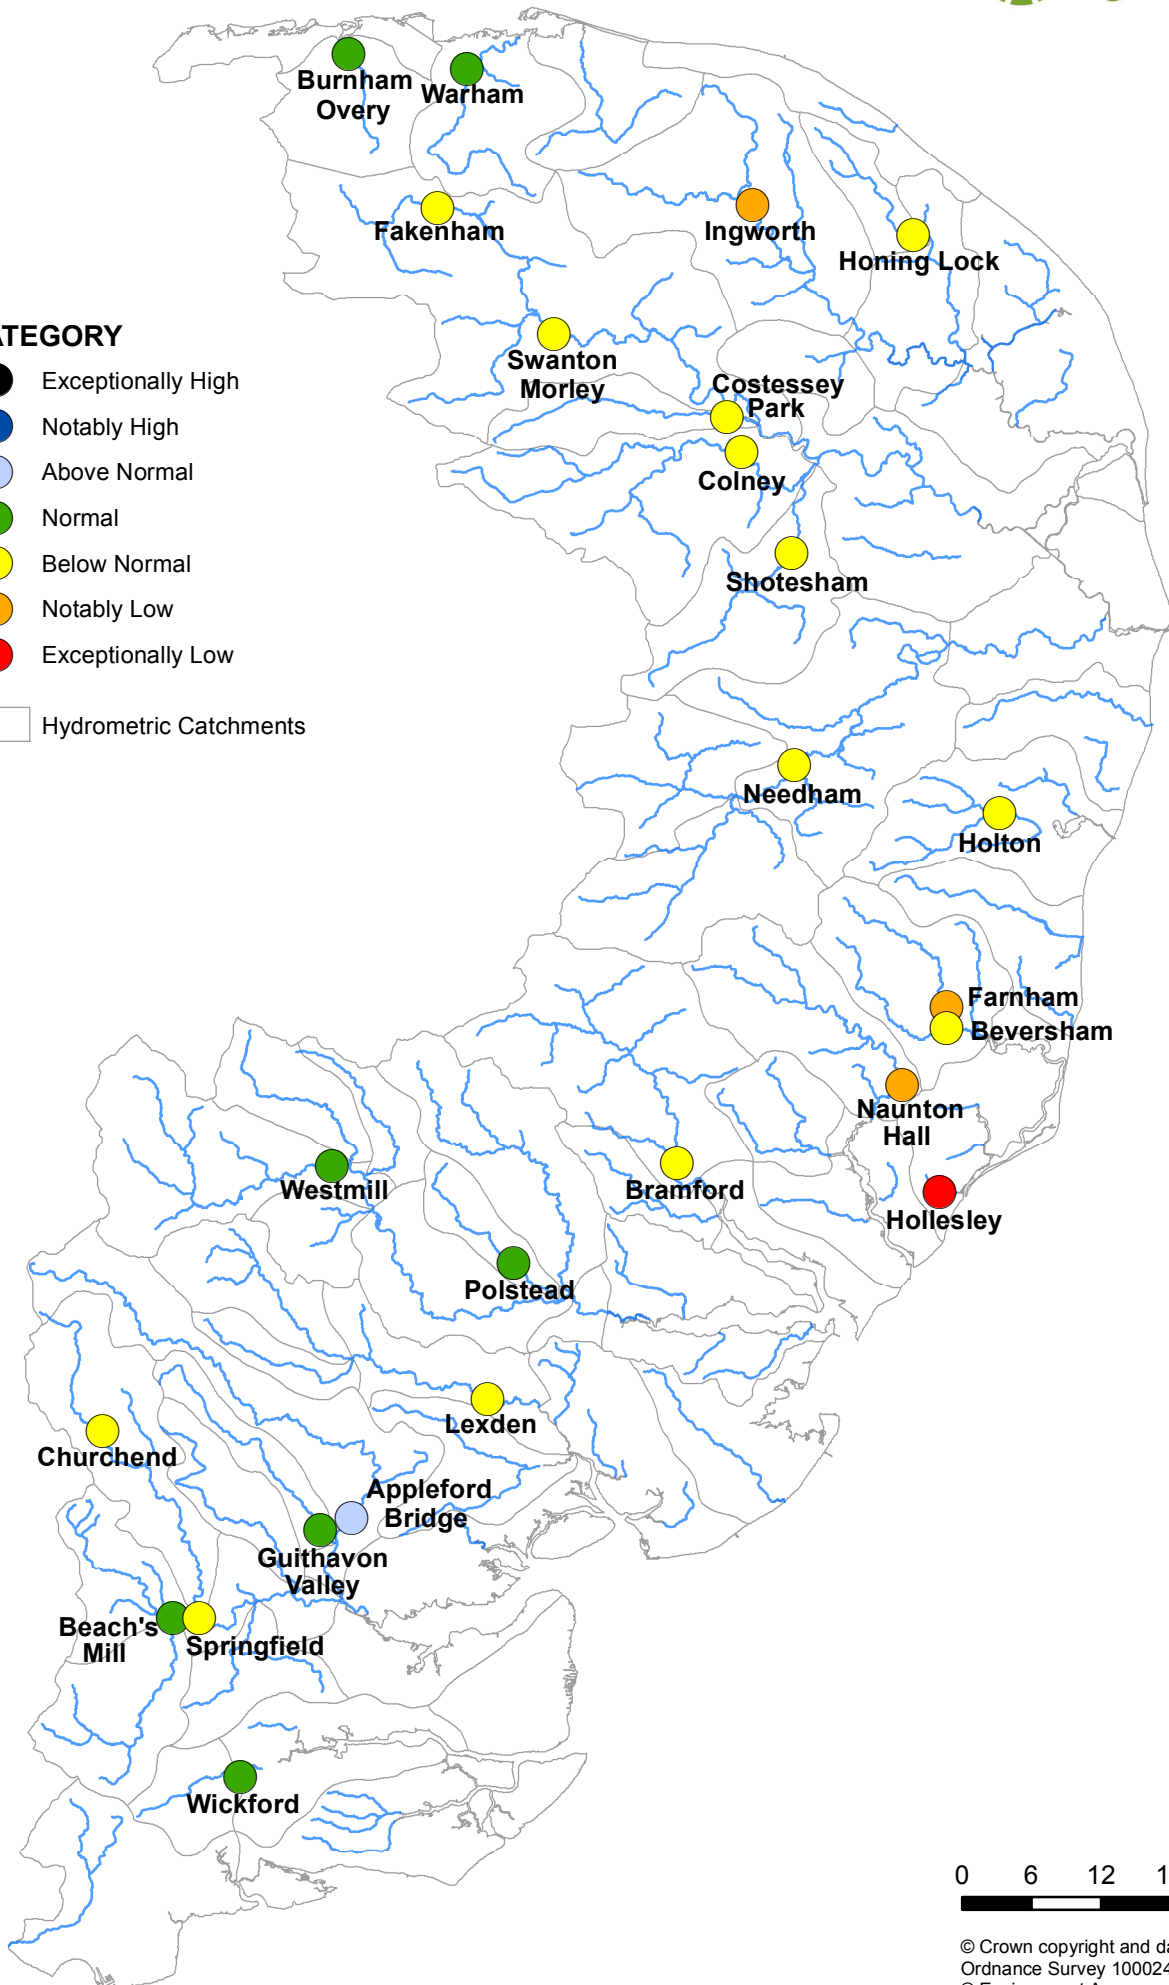 Burnham
Overy
Warham
Fakenham
Ingworth
Honing Lock
CATEGORY
Exceptionally High
Notably High
Above Normal
Normal
Below Normal
Notably Low
Exceptionally Low
Hydrometric Catchments
Swanton
Morley
Costessey
Park
Colney
Shotesham
Needham
Holton
Farnham
Beversham
Naunton
Hall
Westmill
Bramford
Hollesley
Polstead
Lexden
Churchend
Appleford
Bridge
Guithavon
Valley
Beach's
Mill
Springfield
Wickford
0 6 12
© Crown copyright and
Ordnance Survey 100024